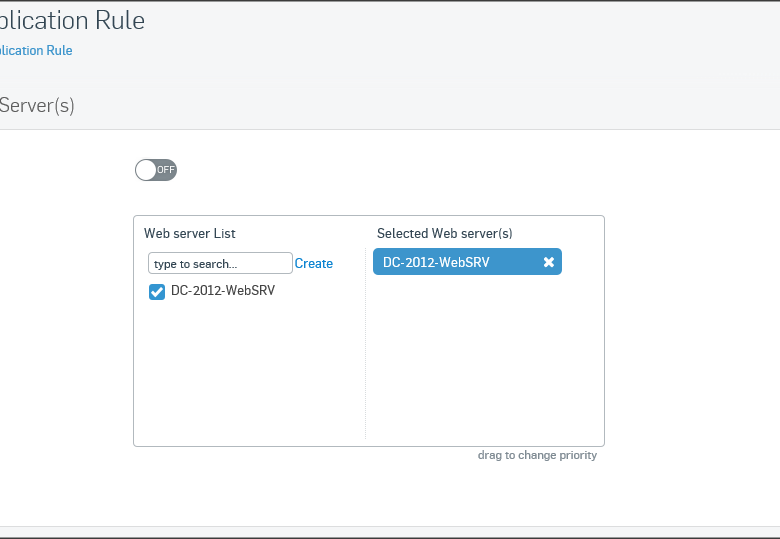 plication Rule
lication Rule
Server(s)
OFF
Web server List
Selected Web server(s)
type to search...
Create
DC-2012-WebSRV
DC-2012-WebSRV
drag to change priority